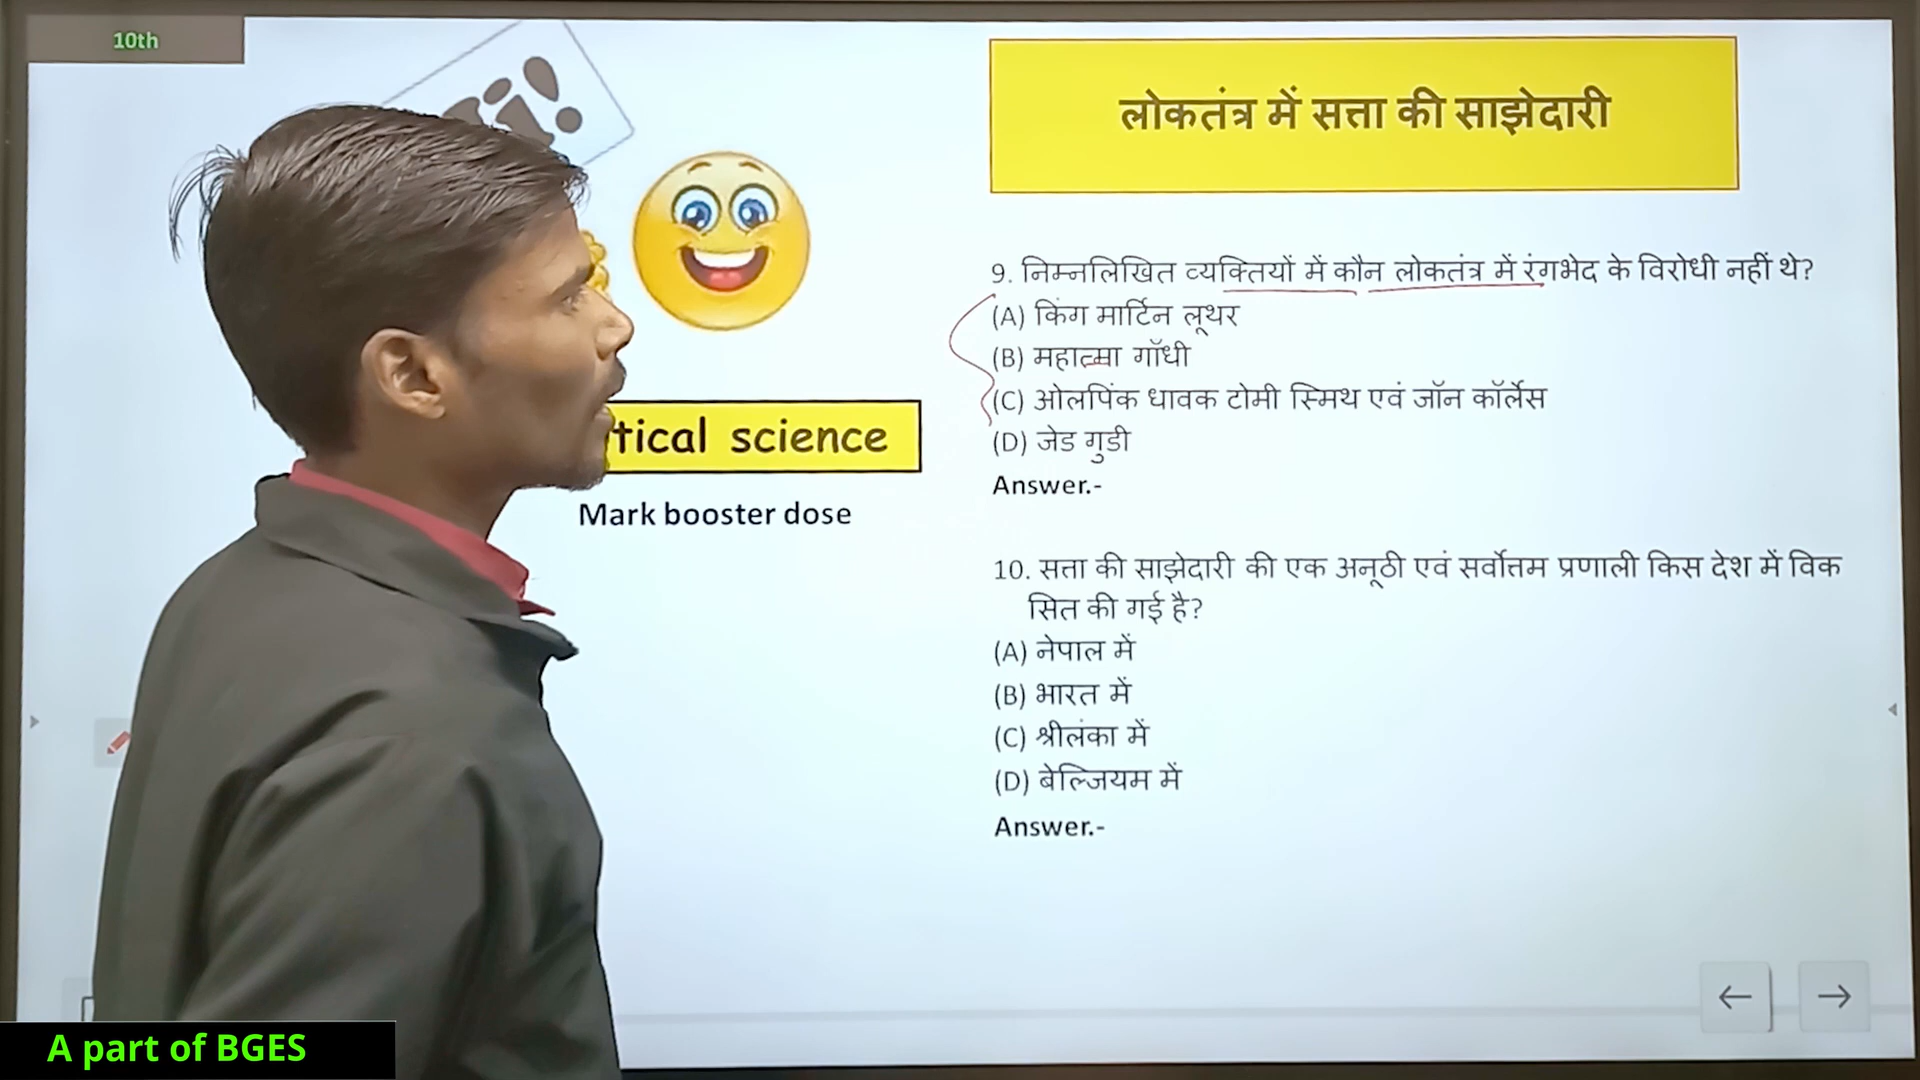 10th
लोकतंत्र में सत्ता की साझेदारी
9. निम्नलिखित व्यक्तियों में कौन लोकतंत्र में रंगभेद के विरोधी नहीं थे?
(A) किंग मार्टिन लूथर
(B) महात्मा गॉधी
(C) ओलपिंक धावक टोमी स्मिथ एवं जॉन कॉर्लेस
(D) जेड गुडी
Answer.-
10. सत्ता की साझेदारी की एक अनूठी एवं सर्वोत्तम प्रणाली किस देश में विक
सित की गई है?
(A) नेपाल में
(B) भारत में
(C) श्रीलंका में
(D) बेल्जियम में
Answer.-
science
Mark booster dose
A part of BGES